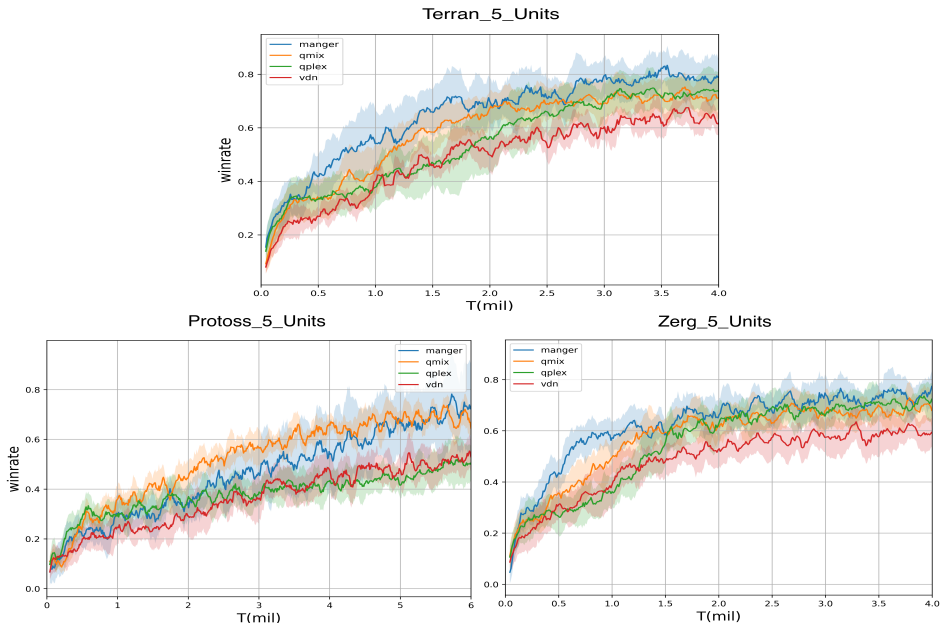 Terran_5_Units
manger
qmix
qplex
vdn
winrate
0.8
0.6
0.4
0.2
0.0 0.5 1.0 1.5 2.0 2.5 3.0 3.5 4.0
T(mil)
Protoss_5_Units
manger
qmix
qplex
vdn
winrate
0.8
0.6
0.4
0.2
0.0
0 1 2 3 4 5 6
T(mil)
Zerg_5_Units
manger
qmix
qplex
vdn
0.8
0.6
0.4
0.2
0.0
0.0 0.5 1.0 1.5 2.0 2.5 3.0 3.5 4.0
T(mil)